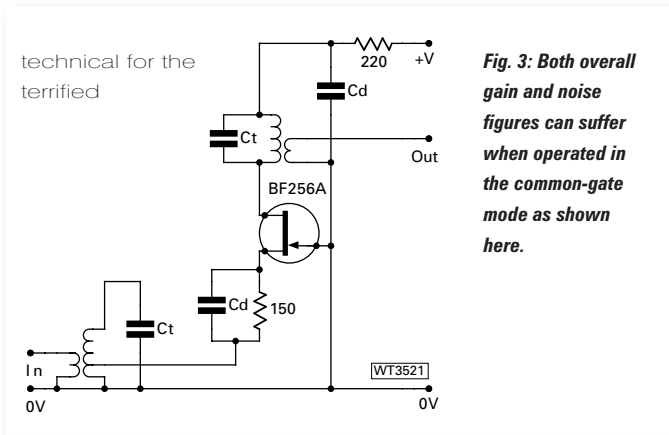 technical for the
terrified
220
+V
Cd
Ct
Out
BF256A
Cd
150
Ct
In
WT3521
0V
0V
Fig. 3: Both overall
gain and noise
figures can suffer
when operated in
the common-gate
mode as shown
here.